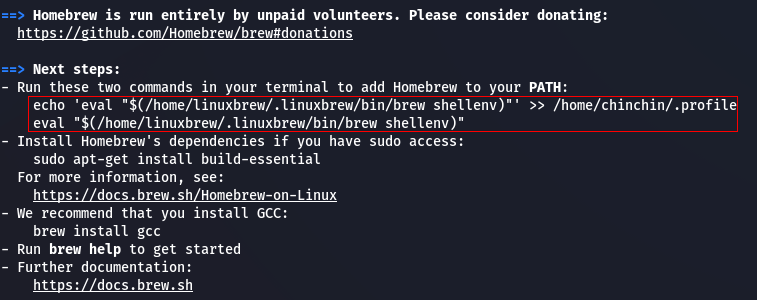 ==> Homebrew is run entirely by unpaid volunteers. Please consider donating:
  https://github.com/Homebrew/brew#donations

==> Next steps:
- Run these two commands in your terminal to add Homebrew to your PATH:
    echo 'eval "$(/home/linuxbrew/.linuxbrew/bin/brew shellenv)"' >> /home/chinchin/.profile
    eval "$(/home/linuxbrew/.linuxbrew/bin/brew shellenv)"
- Install Homebrew's dependencies if you have sudo access:
    sudo apt-get install build-essential
  For more information, see:
    https://docs.brew.sh/Homebrew-on-Linux
- We recommend that you install GCC:
    brew install gcc
- Run brew help to get started
- Further documentation:
    https://docs.brew.sh